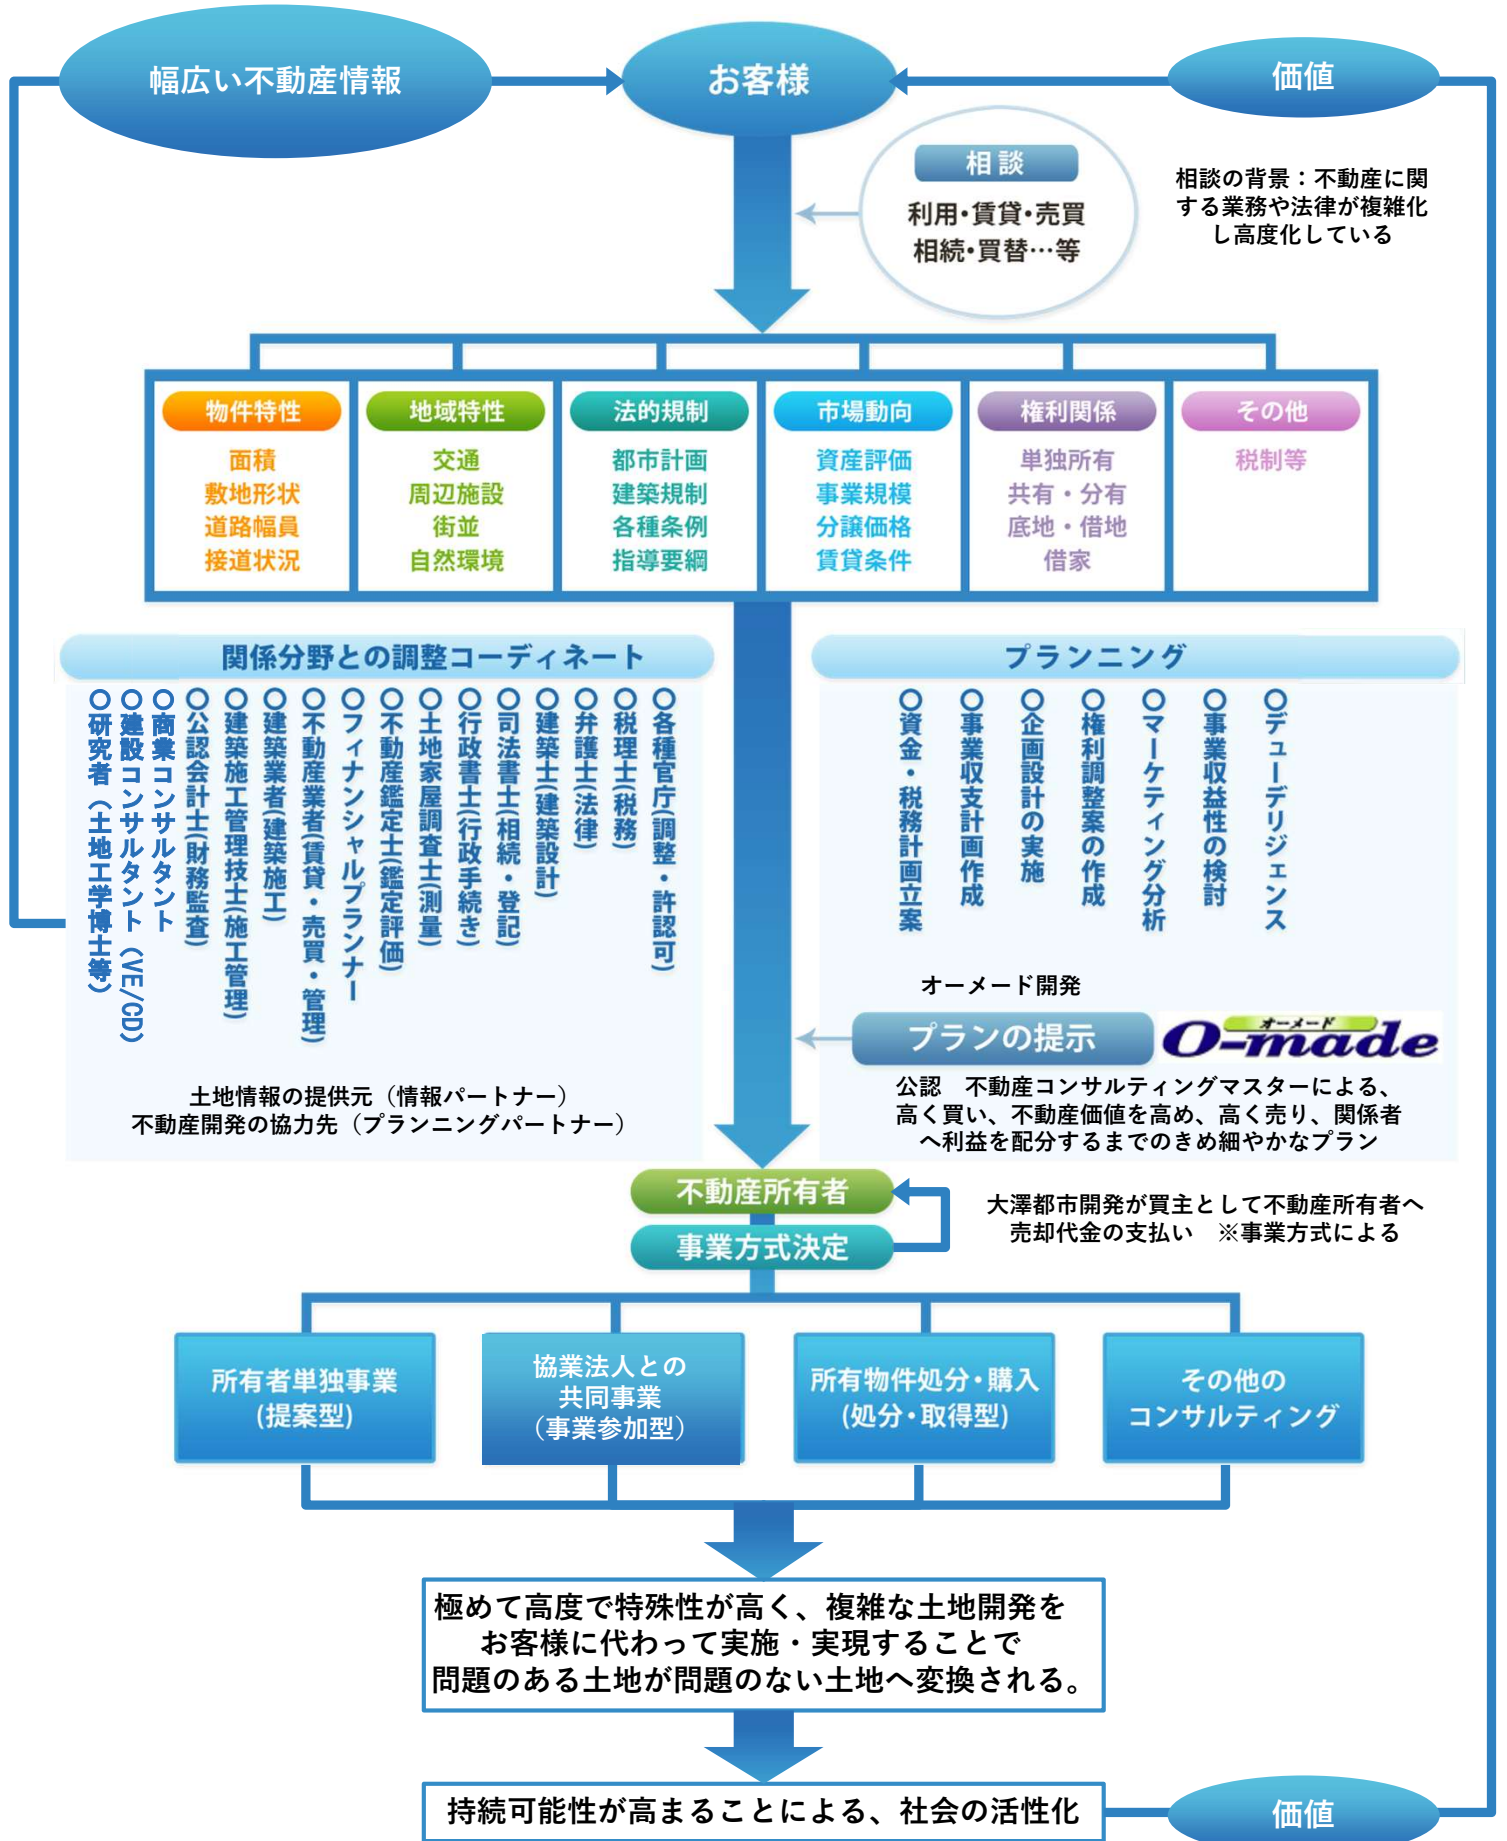 幅広い不動産情報
お客様
価値
相談
利用・賃貸・売買
相続・買替…等
相談の背景：不動産に関
する業務や法律が複雑化
し高度化している
物件特性
面積
敷地形状
道路幅員
接道状況
地域特性
交通
周辺施設
街並
自然環境
法的規制
都市計画
建築規制
各種条例
指導要綱
市場動向
資産評価
事業規模
分譲価格
賃貸条件
権利関係
単独所有
共有・分有
底地・借地
借家
その他
税制等
関係分野との調整コーディネート
〇各種官庁(調整・許認可)
〇税理士(税務)
〇弁護士(法律)
〇建築士(建築設計)
〇司法書士(相続・登記)
〇行政書士(行政手続き)
〇土地家屋調査士(測量)
〇不動産鑑定士(鑑定評価)
〇フィナンシャルプランナー
〇不動産業者(賃貸・売買・管理)
〇建築業者(建築施工)
〇建築施工管理技士(施工管理)
〇公認会計士(財務監査)
〇商業コンサルタント
〇建設コンサルタント（VE/CD）
〇研究者（土地工学博士等）
土地情報の提供元（情報パートナー）
不動産開発の協力先（プランニングパートナー）
プランニング
〇デューデリジェンス
〇事業収益性の検討
〇マーケティング分析
〇権利調整案の作成
〇企画設計の実施
〇事業収支計画作成
〇資金・税務計画立案
オーメード開発
プランの提示
オーメード
O-made
公認　不動産コンサルティングマスターによる、
高く買い、不動産価値を高め、高く売り、関係者
へ利益を配分するまでのきめ細やかなプラン
不動産所有者
事業方式決定
大澤都市開発が買主として不動産所有者へ
売却代金の支払い　※事業方式による
所有者単独事業
(提案型)
協業法人との
共同事業
（事業参加型）
所有物件処分・購入
(処分・取得型)
その他の
コンサルティング
極めて高度で特殊性が高く、複雑な土地開発を
お客様に代わって実施・実現することで
問題のある土地が問題のない土地へ変換される。
持続可能性が高まることによる、社会の活性化
価値